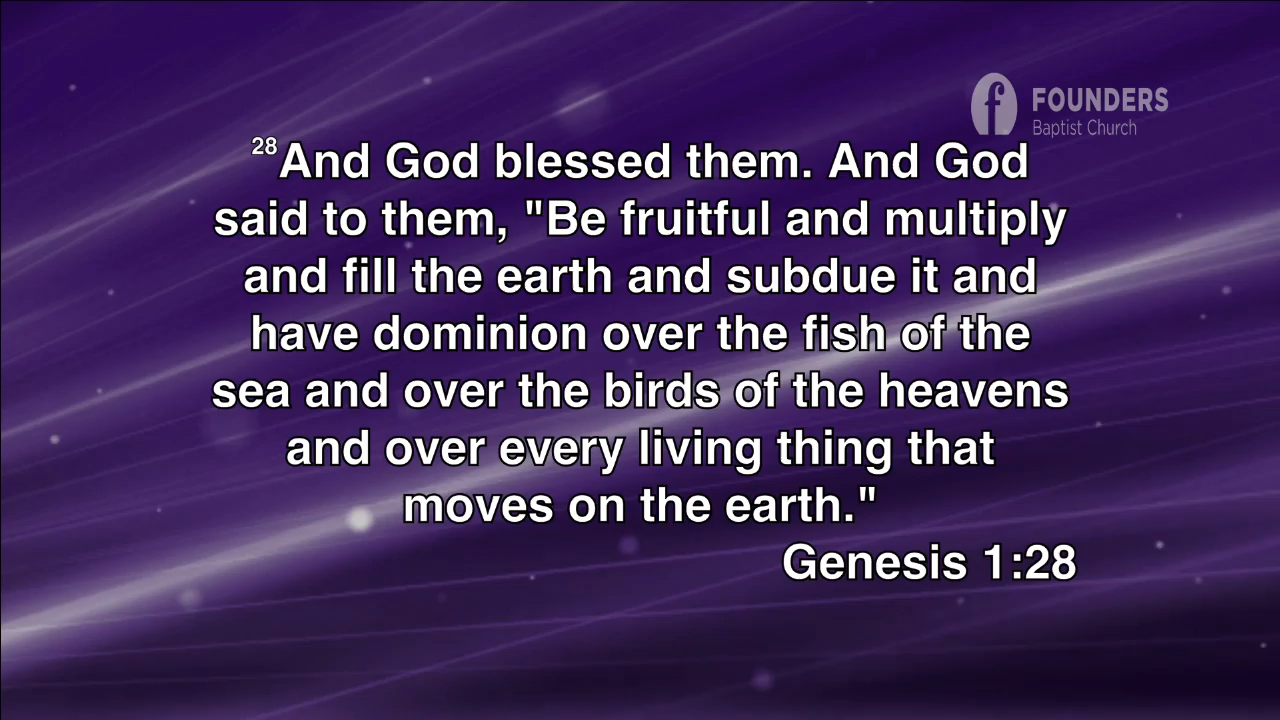 FOUNDERS
Baptist Church
28And God blessed them. And God
said to them, "Be fruitful and multiply
and fill the earth and subdue it and
have dominion over the fish of the
sea and over the birds of the heavens
and over every living thing that
moves on the earth."
Genesis 1:28